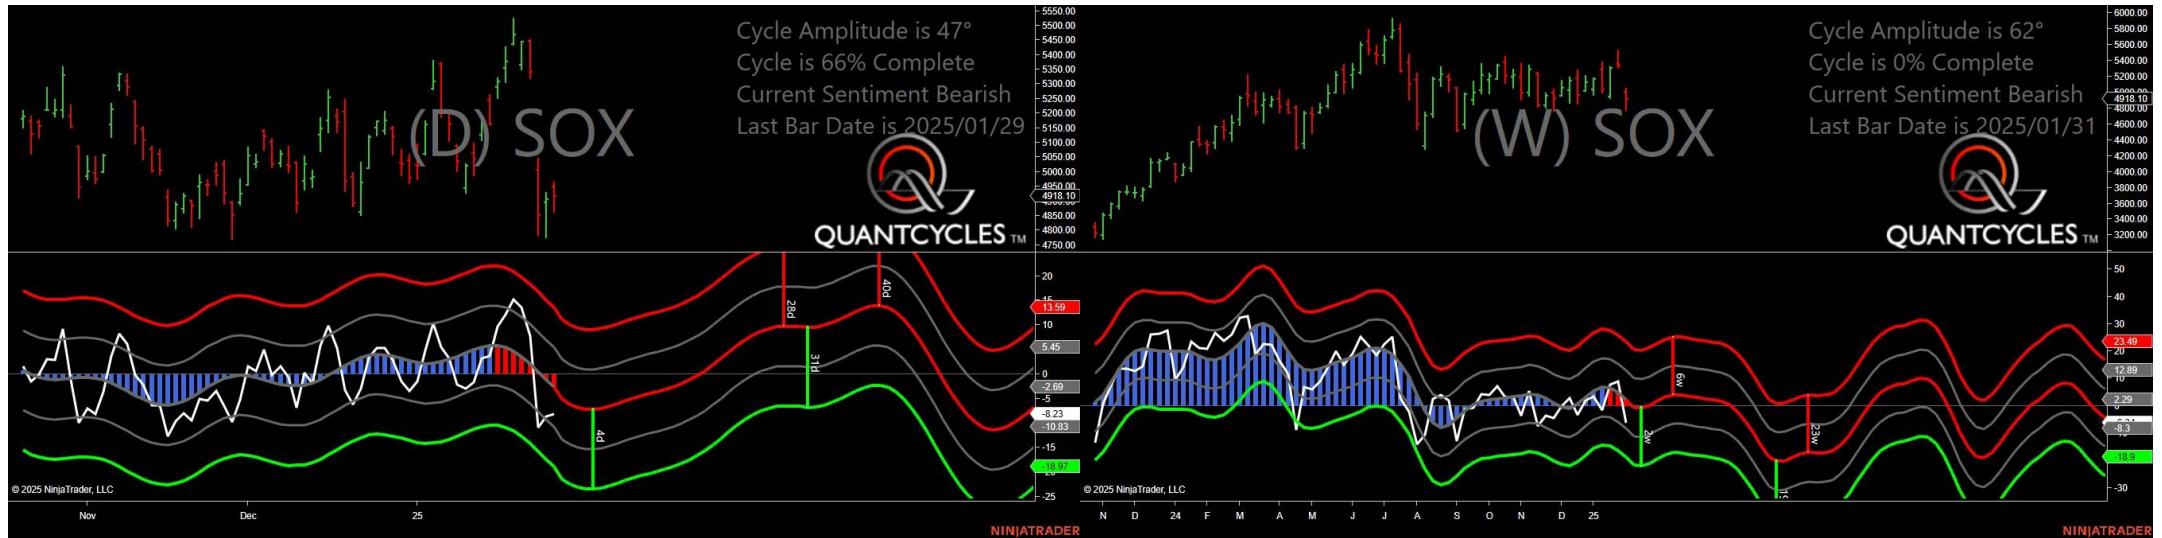 Cycle Amplitude is 47°
Cycle is 66% Complete
Current Sentiment Bearish
Last Bar Date is 2025/01/29
(D) SOX
QUANTCYCLES TM
5550.00
5500.00
5450.00
5400.00
5350.00
5300.00
5250.00
5200.00
5150.00
5100.00
5050.00
5000.00
4950.00
4918.10
4850.00
4800.00
4750.00
20
13.59
10
5.45
0
-2.69
-5
-8.23
-10.83
-15
-18.97
-25
4d
28d
31d
40d
© 2025 NinjaTrader, LLC
Nov
Dec
25
NINJATRADER
Cycle Amplitude is 62°
Cycle is 0% Complete
Current Sentiment Bearish
Last Bar Date is 2025/01/31
(W) SOX
QUANTCYCLES TM
6000.00
5800.00
5600.00
5400.00
5200.00
4918.10
4800.00
4600.00
4400.00
4200.00
4000.00
3800.00
3600.00
3400.00
3200.00
50
40
30
23.49
20
12.89
2.29
-8.3
-18.9
-30
2w
6w
23w
© 2025 NinjaTrader, LLC
N
D
24
F
M
A
M
J
J
A
S
O
N
D
25
NINJATRADER